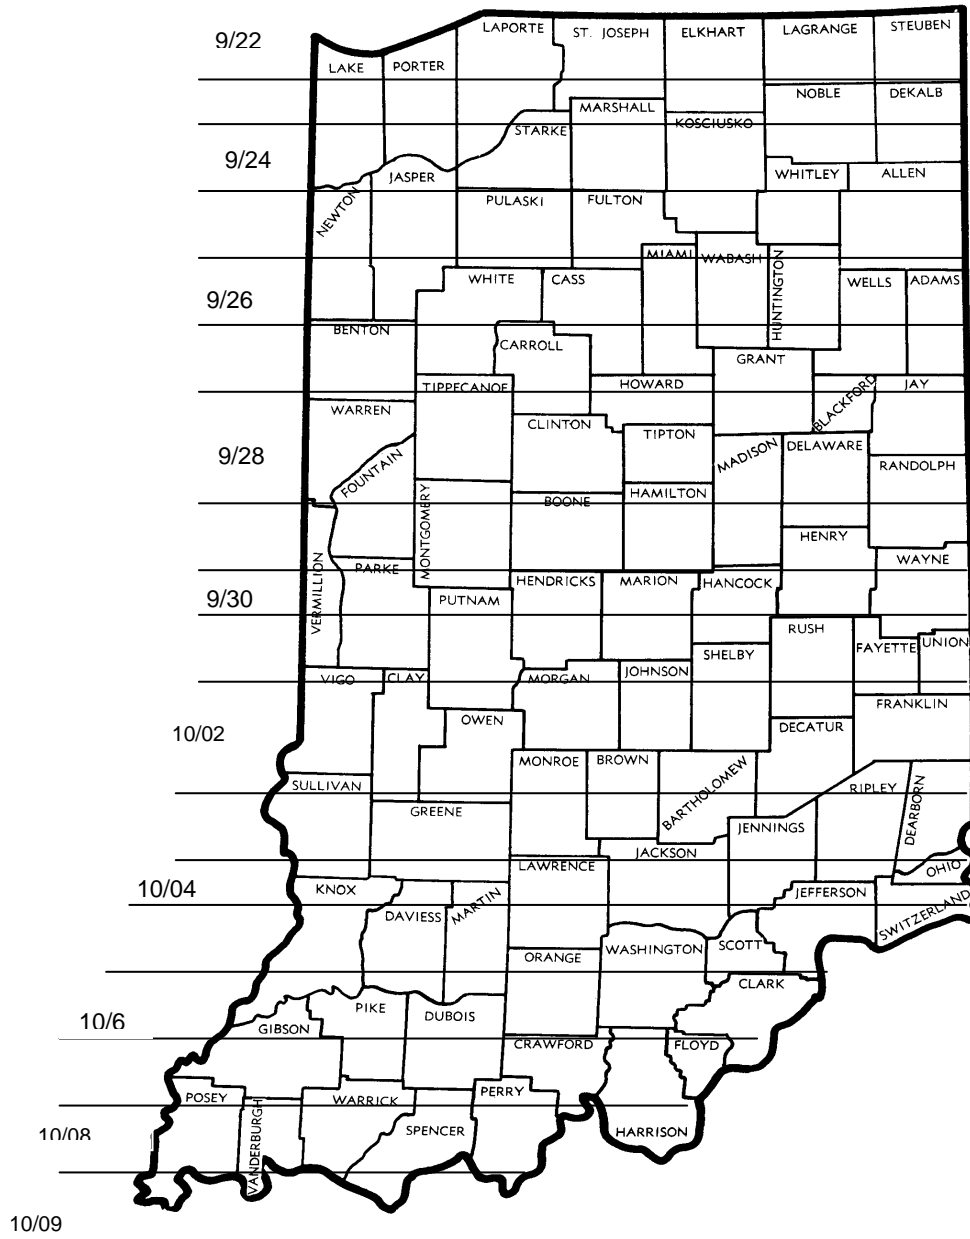 9/22
LAPORTE
ST. JOSEPH
ELKHART
LAGRANGE
STEUBEN
LAKE
PORTER
NOBLE
DEKALB
MARSHALL
KOSCIUSKO
STARKE
9/24
JASPER
WHITLEY
ALLEN
NEWTON
PULASKI
FULTON
MIAMI
WABASH
HUNTINGTON
WHITE
CASS
WELLS
ADAMS
9/26
BENTON
CARROLL
GRANT
TIPPECANOE
HOWARD
BLACKFORD
JAY
WARREN
CLINTON
TIPTON
MADISON
DELAWARE
9/28
FOUNTAIN
RANDOLPH
MONTGOMERY
BOONE
HAMILTON
HENRY
WAYNE
VERMILLION
PARKE
HENDRICKS
MARION
HANCOCK
9/30
PUTNAM
RUSH
FAYETTE
UNION
SHELBY
VIGO
CLAY
MORGAN
JOHNSON
FRANKLIN
10/02
OWEN
DECATUR
MONROE
BROWN
BARTHOLOMEW
SULLIVAN
RIPLEY
DEARBORN
GREENE
JENNINGS
JACKSON
LAWRENCE
OHIO
10/04
KNOX
JEFFERSON
DAVIESS
MARTIN
SWITZERLAND
WASHINGTON
SCOTT
ORANGE
CLARK
PIKE
DUBOIS
10/6
GIBSON
CRAWFORD
FLOYD
POSEY
VANDERBURGH
WARRICK
PERRY
10/08
SPENCER
HARRISON
10/09